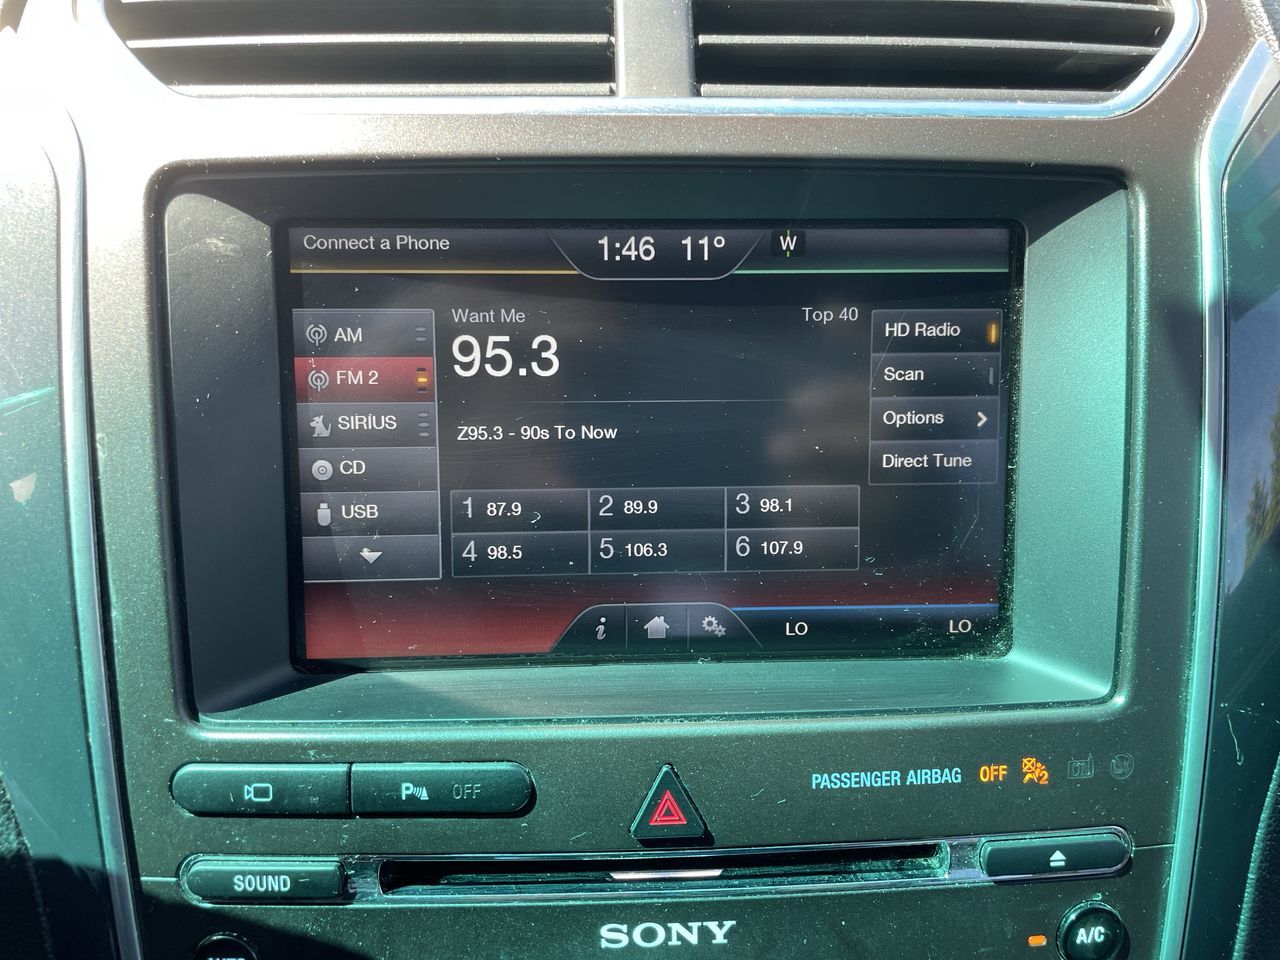 Connect a Phone
1:46 11° W
AM
FM 2
SIRIUS
CD
USB
Want Me
Top 40
95.3
Z95.3 - 90s To Now
1 87.9
2 89.9
3 98.1
4 98.5
5 106.3
6 107.9
HD Radio
Scan
Options
Direct Tune
i
LO
LO
P OFF
PASSENGER AIRBAG OFF 2
SOUND
SONY
A/C
AUTO